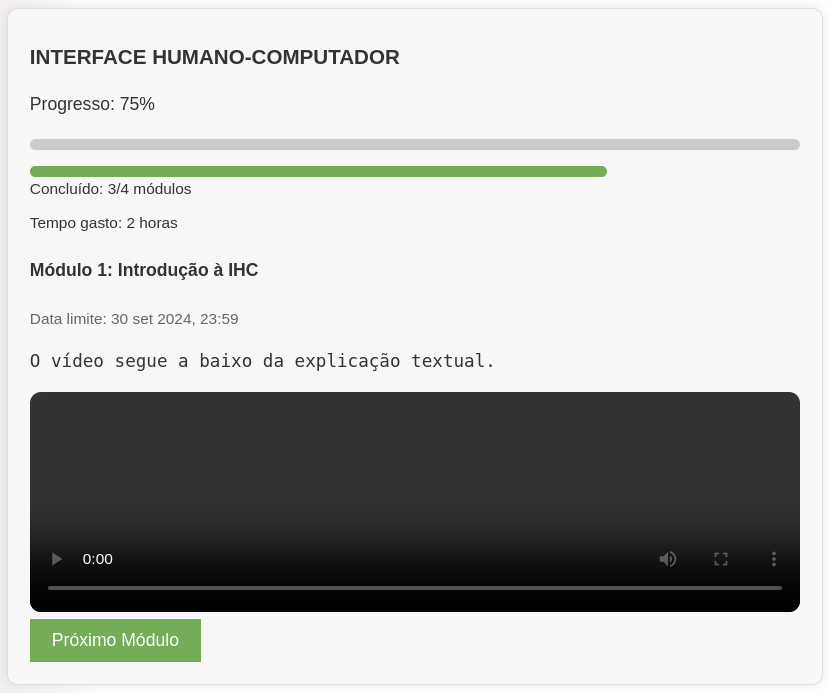 INTERFACE HUMANO-COMPUTADOR
Progresso: 75%
Concluído: 3/4 módulos
Tempo gasto: 2 horas
Módulo 1: Introdução à IHC
Data limite: 30 set 2024, 23:59
O vídeo segue a baixo da explicação textual.
0:00
Próximo Módulo